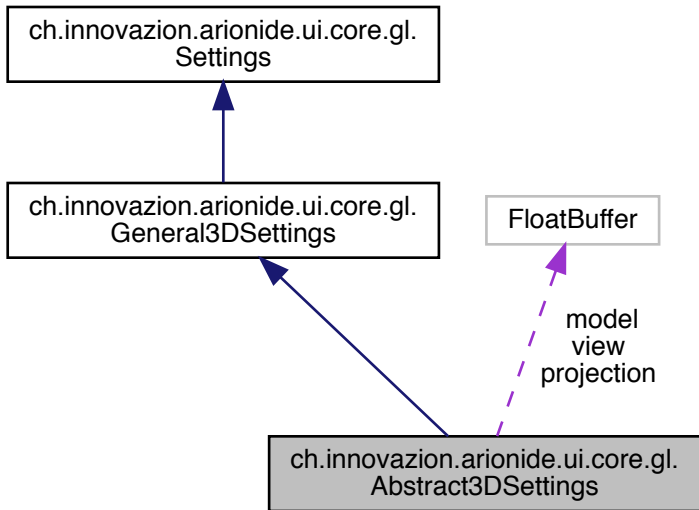 ch.innovazion.arionide.ui.core.gl.
Settings
ch.innovazion.arionide.ui.core.gl.
General3DSettings
FloatBuffer
model
view
projection
ch.innovazion.arionide.ui.core.gl.
Abstract3DSettings